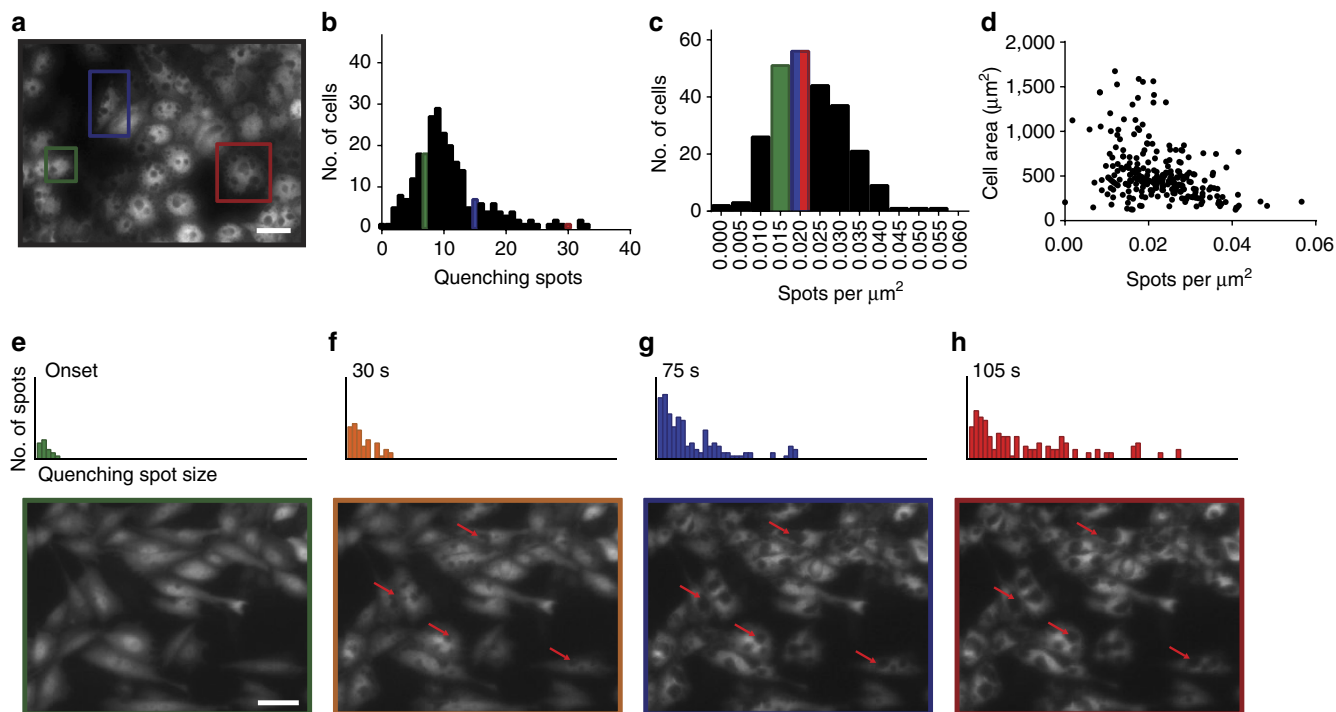 a
b
No. of cells
40
30
20
10
0
0 10 20 30 40
Quenching spots
c
No. of cells
60
40
20
0
0.000 0.005 0.010 0.015 0.020 0.025 0.030 0.035 0.040 0.045 0.050 0.055 0.060
Spots per μm²
d
Cell area (μm²)
2,000
1,500
1,000
500
0
0.00 0.02 0.04 0.06
Spots per μm²
e
Onset
No. of spots
Quenching spot size
f
30 s
g
75 s
h
105 s